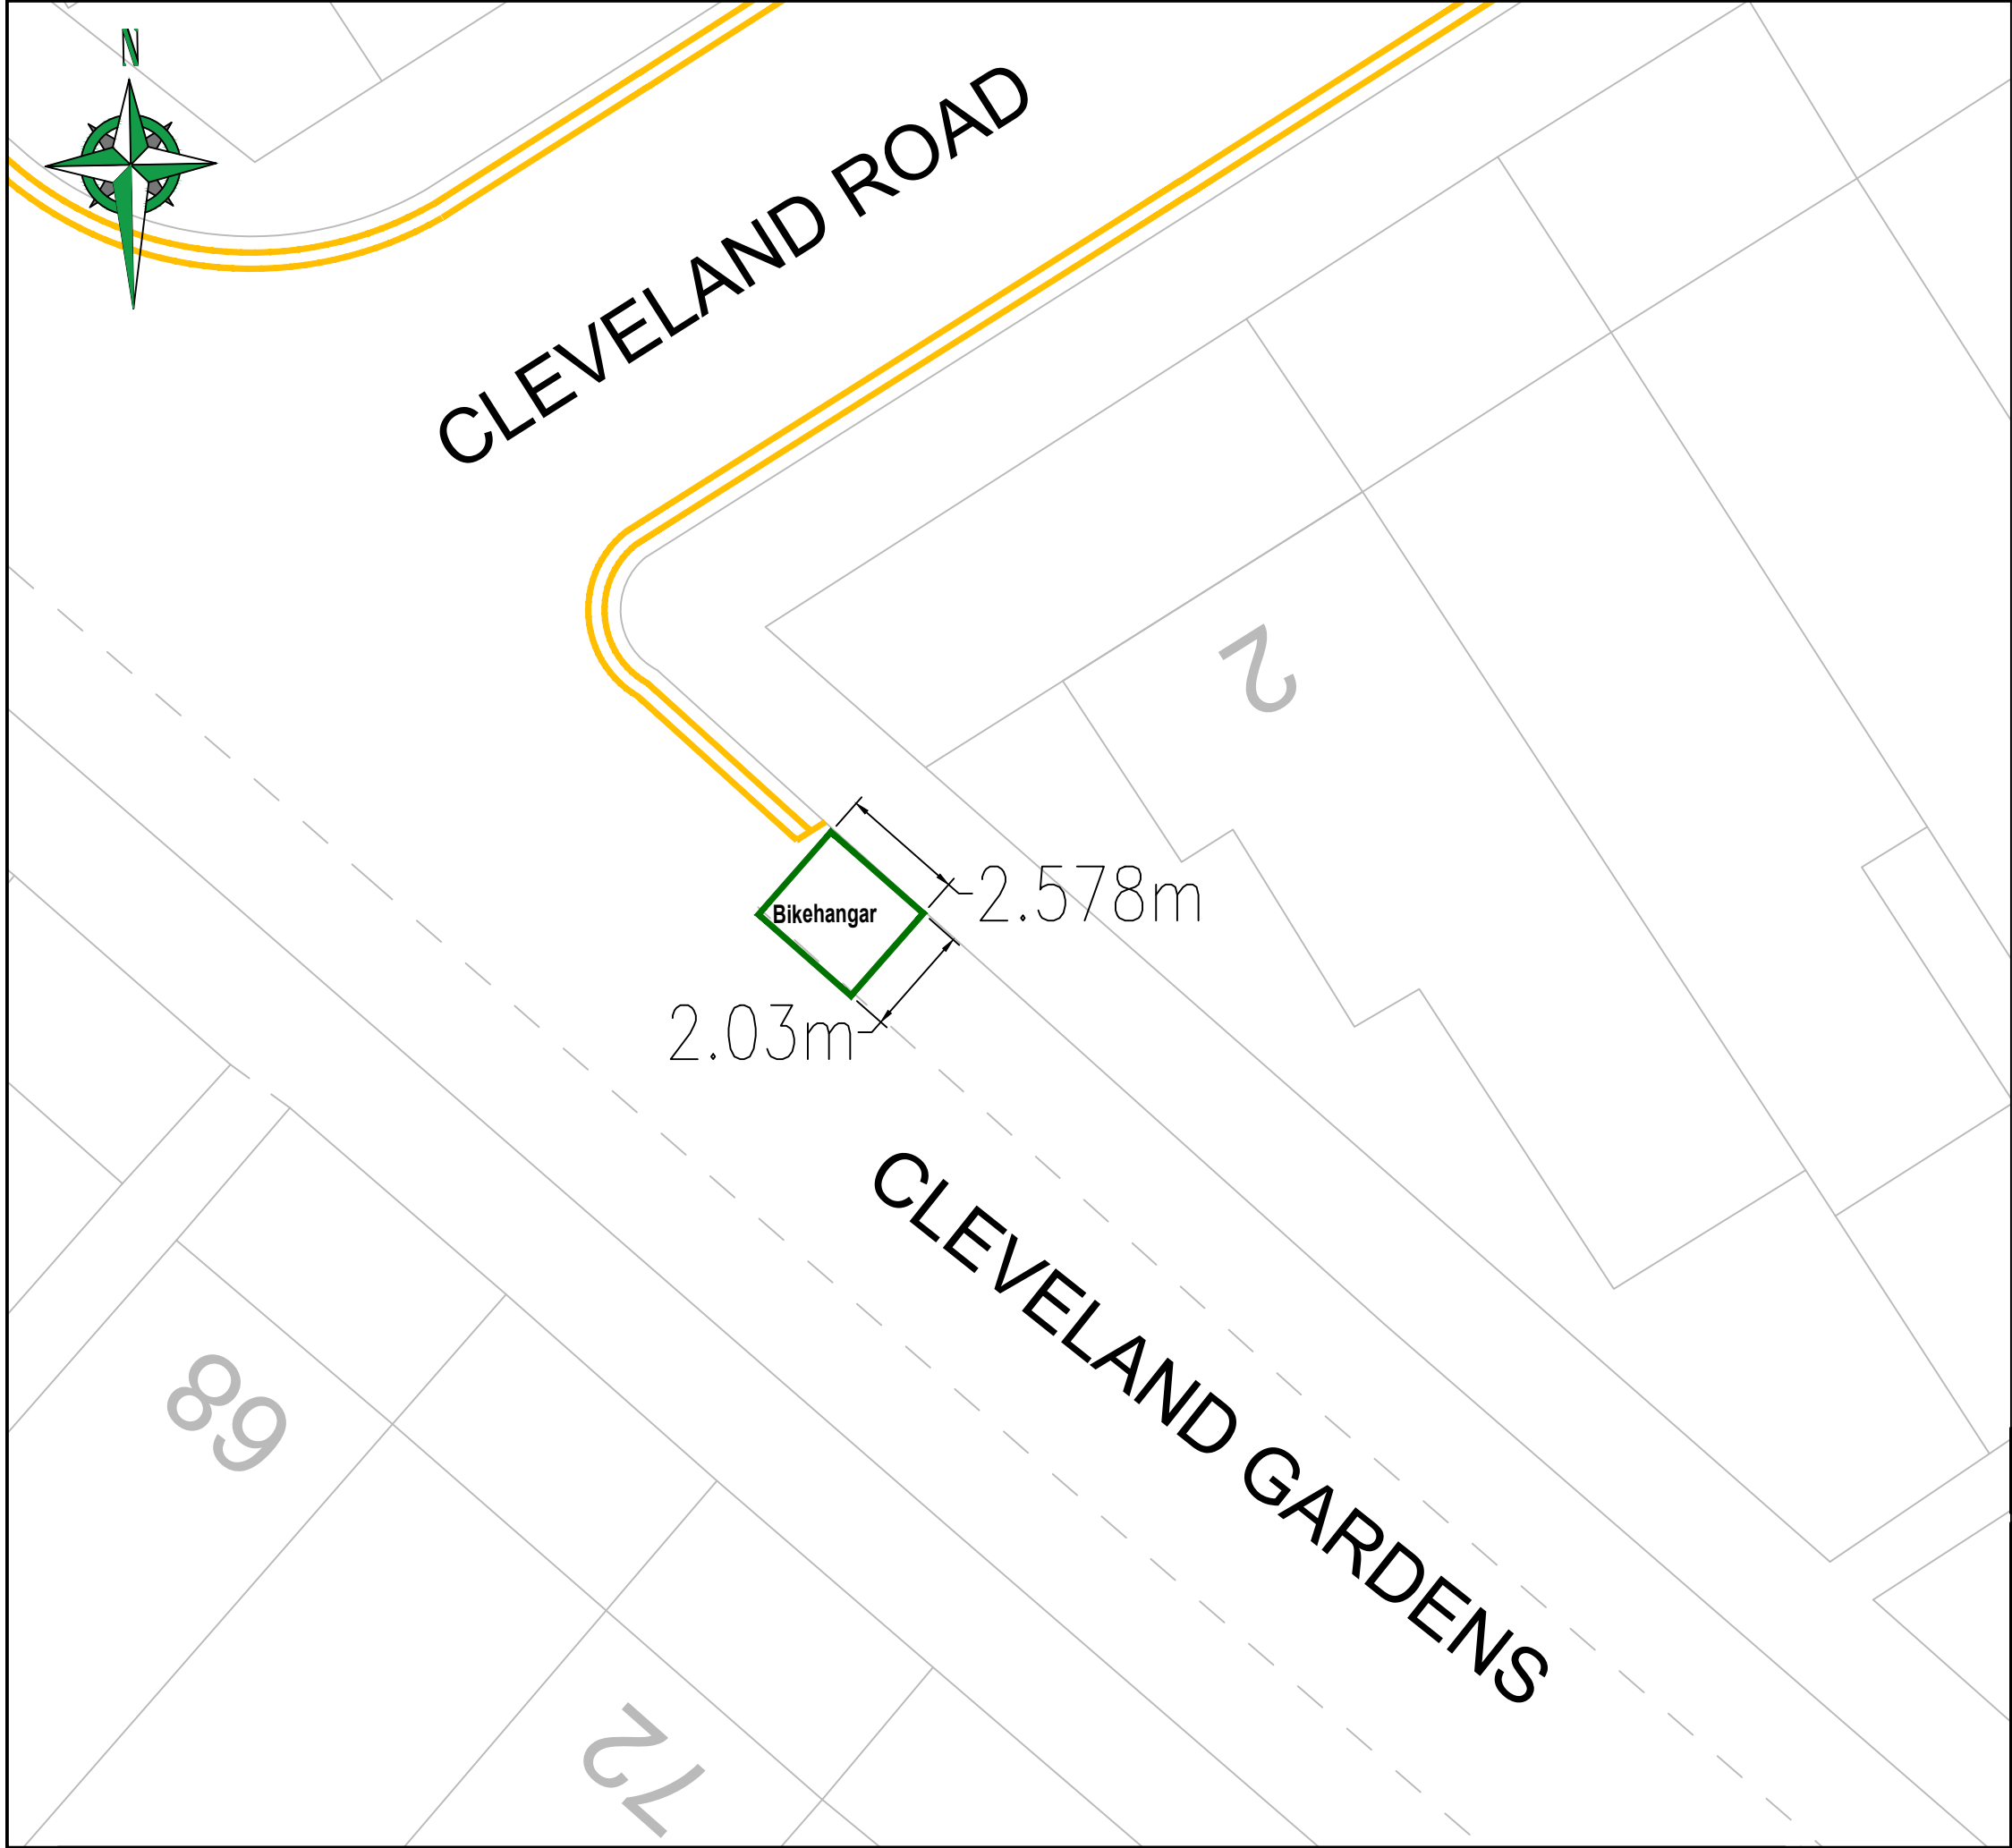 N
CLEVELAND ROAD
2
2.578m
Bikehangar
2.03m
CLEVELAND GARDENS
68
72